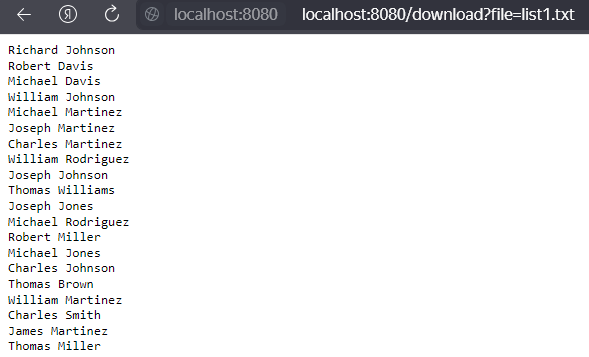 Я localhost:8080 localhost:8080/download?file=list1.txt
Richard Johnson
Robert Davis
Michael Davis
William Johnson
Michael Martinez
Joseph Martinez
Charles Martinez
William Rodriguez
Joseph Johnson
Thomas Williams
Joseph Jones
Michael Rodriguez
Robert Miller
Michael Jones
Charles Johnson
Thomas Brown
William Martinez
Charles Smith
James Martinez
Thomas Miller